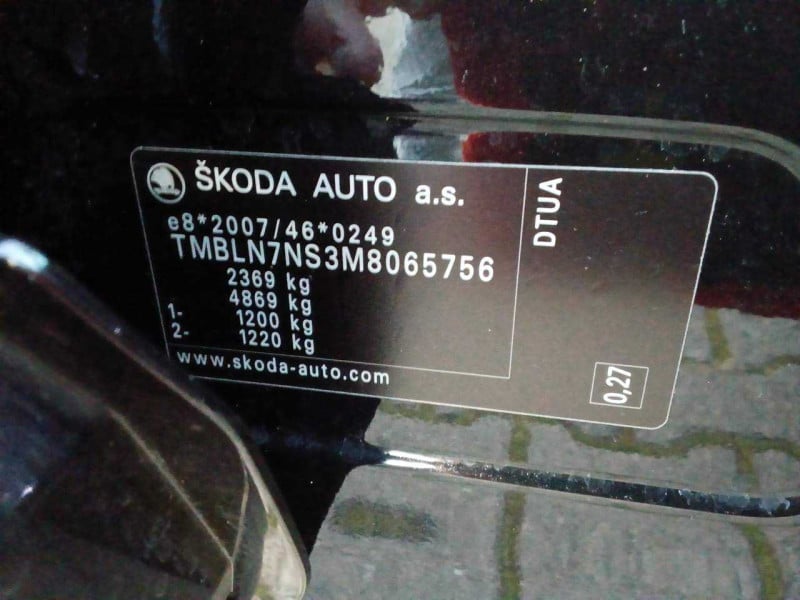 ŠKODA AUTO a.s.
e8*2007/46*0249
TMBLN7NS3M8065756
2369 kg
4869 kg
1- 1200 kg
2- 1220 kg
www.skoda-auto.com
DTUA
0,27